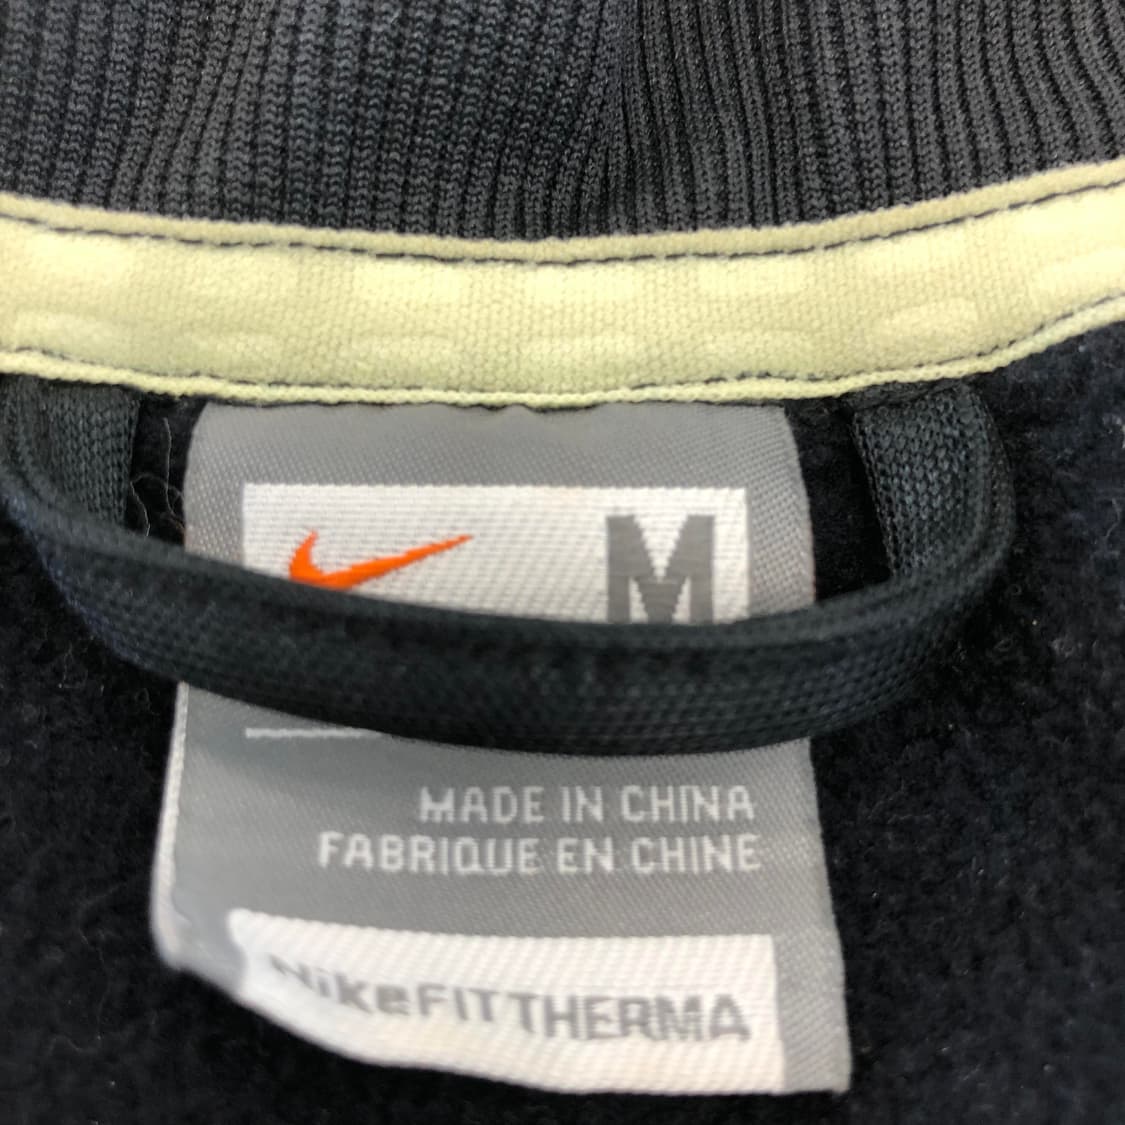 M
MADE IN CHINA
FABRIQUE EN CHINE
NikeFIT THERMA